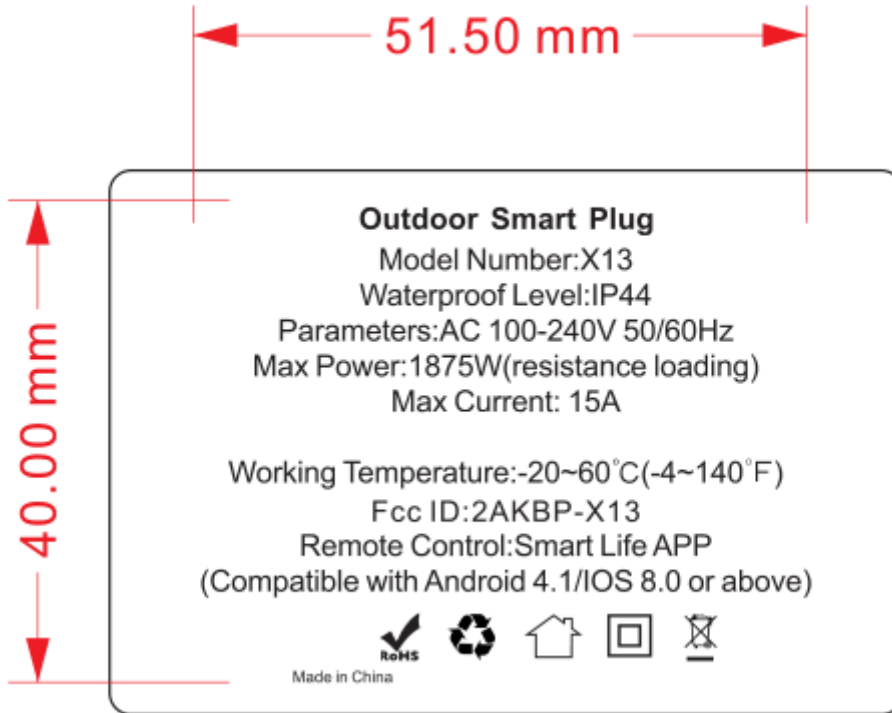 51.50 mm
40.00 mm
Outdoor Smart Plug
Model Number:X13
Waterproof Level:IP44
Parameters:AC 100-240V 50/60Hz
Max Power:1875W(resistance loading)
Max Current: 15A
Working Temperature:-20~60°C(-4~140°F)
Fcc ID:2AKBP-X13
Remote Control:Smart Life APP
(Compatible with Android 4.1/IOS 8.0 or above)
RoHS
Made in China